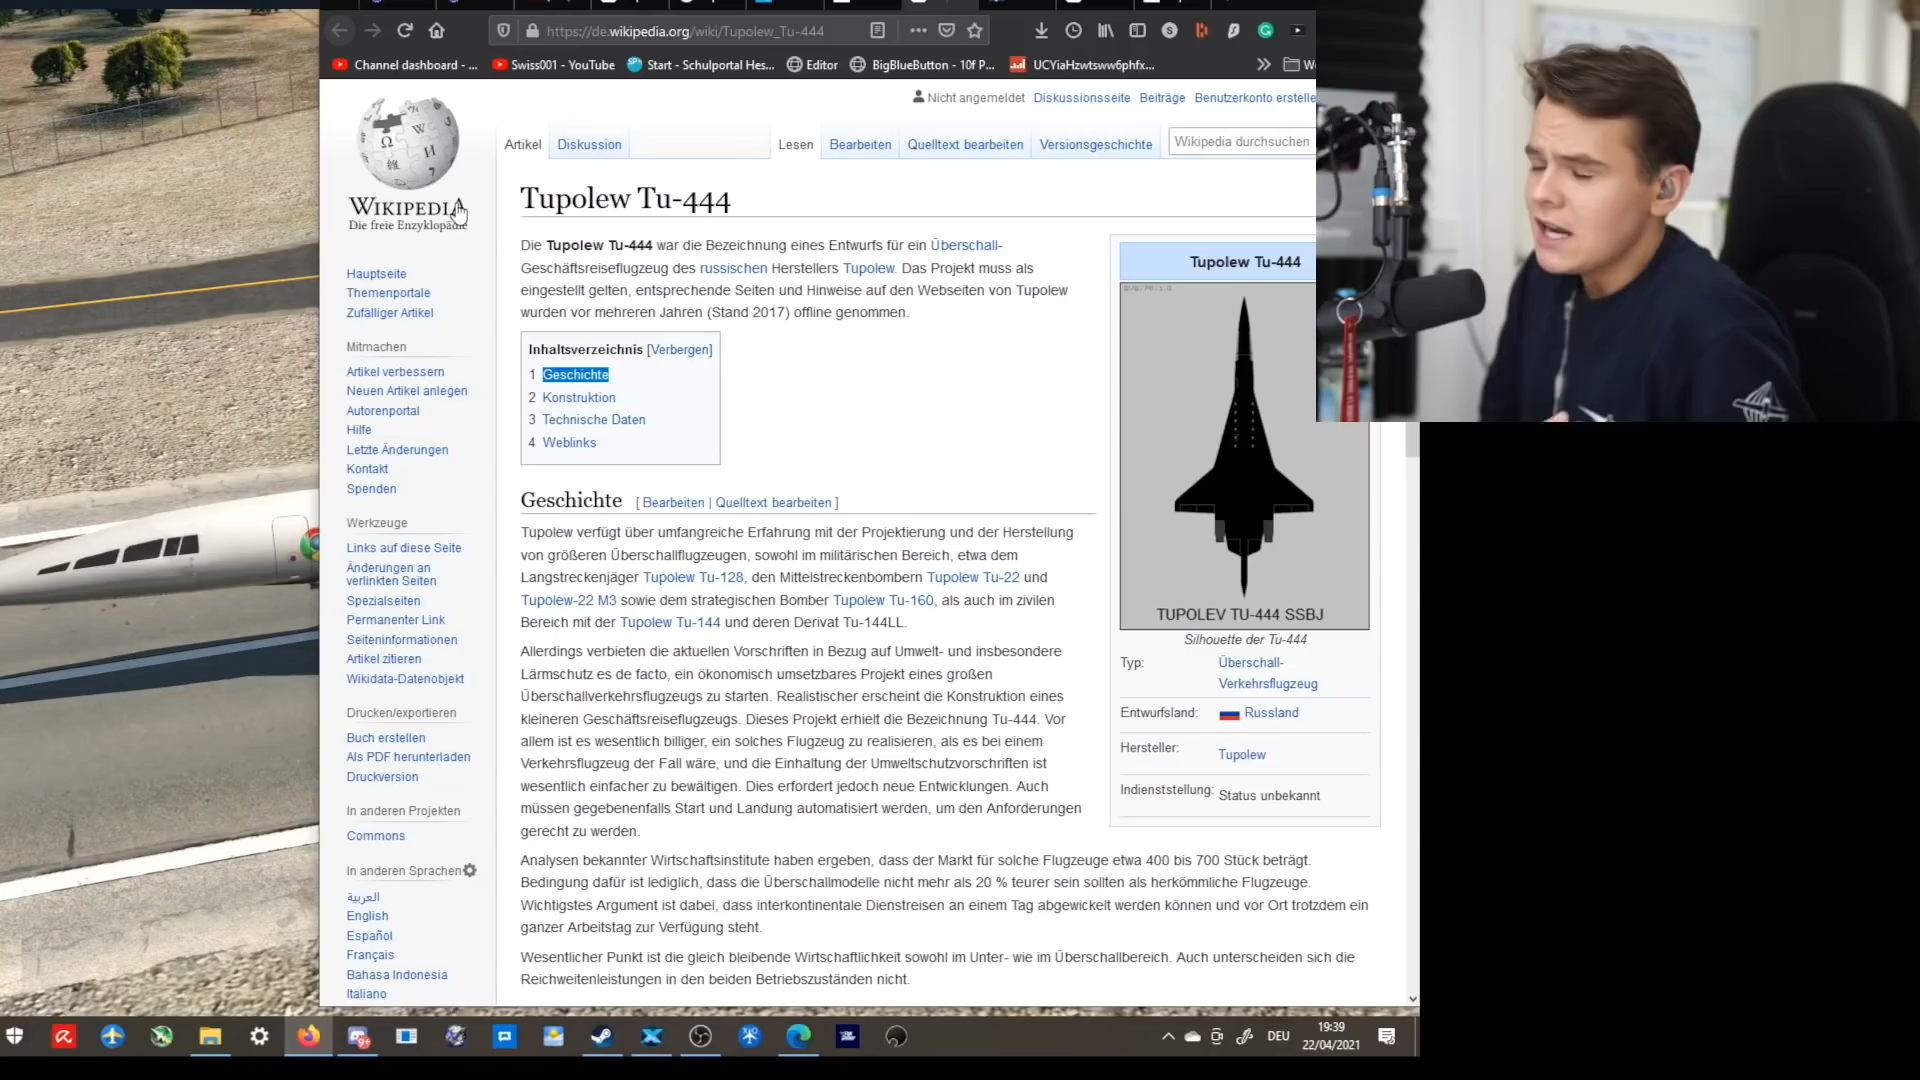 https://de.wikipedia.org/wiki/Tupolew_Tu-444
Channel dashboard - ...
Swiss001 - YouTube
Start - Schulportal Hes...
Editor
BigBlueButton - 10f P...
UCYiaHzwtsww6phfx...
Nicht angemeldet Diskussionsseite Beiträge Benutzerkonto erstelle
Artikel Diskussion Lesen Bearbeiten Quelltext bearbeiten Versionsgeschichte Wikipedia durchsuchen
WIKIPEDIA
Die freie Enzyklopädie
Hauptseite
Themenportale
Zufälliger Artikel
Mitmachen
Artikel verbessern
Neuen Artikel anlegen
Autorenportal
Hilfe
Letzte Änderungen
Kontakt
Spenden
Werkzeuge
Links auf diese Seite
Änderungen an
verlinkten Seiten
Spezialseiten
Permanenter Link
Seiteninformationen
Artikel zitieren
Wikidata-Datenobjekt
Drucken/exportieren
Buch erstellen
Als PDF herunterladen
Druckversion
In anderen Projekten
Commons
In anderen Sprachen
العربية
English
Español
Français
Bahasa Indonesia
Italiano
Tupolew Tu-444
Die Tupolew Tu-444 war die Bezeichnung eines Entwurfs für ein Überschall-
Geschäftsreiseflugzeug des russischen Herstellers Tupolew. Das Projekt muss als
eingestellt gelten, entsprechende Seiten und Hinweise auf den Webseiten von Tupolew
wurden vor mehreren Jahren (Stand 2017) offline genommen.
Inhaltsverzeichnis [Verbergen]
1 Geschichte
2 Konstruktion
3 Technische Daten
4 Weblinks
Geschichte [ Bearbeiten | Quelltext bearbeiten ]
Tupolew verfügt über umfangreiche Erfahrung mit der Projektierung und der Herstellung
von größeren Überschallflugzeugen, sowohl im militärischen Bereich, etwa dem
Langstreckenjäger Tupolew Tu-128, den Mittelstreckenbombern Tupolew Tu-22 und
Tupolew-22 M3 sowie dem strategischen Bomber Tupolew Tu-160, als auch im zivilen
Bereich mit der Tupolew Tu-144 und deren Derivat Tu-144LL.
Allerdings verbieten die aktuellen Vorschriften in Bezug auf Umwelt- und insbesondere
Lärmschutz es de facto, ein ökonomisch umsetzbares Projekt eines großen
Überschallverkehrsflugzeugs zu starten. Realistischer erscheint die Konstruktion eines
kleineren Geschäftsreiseflugzeugs. Dieses Projekt erhielt die Bezeichnung Tu-444. Vor
allem ist es wesentlich billiger, ein solches Flugzeug zu realisieren, als es bei einem
Verkehrsflugzeug der Fall wäre, und die Einhaltung der Umweltschutzvorschriften ist
wesentlich einfacher zu bewältigen. Dies erfordert jedoch neue Entwicklungen. Auch
müssen gegebenenfalls Start und Landung automatisiert werden, um den Anforderungen
gerecht zu werden.
Analysen bekannter Wirtschaftsinstitute haben ergeben, dass der Markt für solche Flugzeuge etwa 400 bis 700 Stück beträgt.
Bedingung dafür ist lediglich, dass die Überschallmodelle nicht mehr als 20 % teurer sein sollten als herkömmliche Flugzeuge.
Wichtigstes Argument ist dabei, dass interkontinentale Dienstreisen an einem Tag abgewickelt werden können und vor Ort trotzdem ein
ganzer Arbeitstag zur Verfügung steht.
Wesentlicher Punkt ist die gleich bleibende Wirtschaftlichkeit sowohl im Unter- wie im Überschallbereich. Auch unterscheiden sich die
Reichweitenleistungen in den beiden Betriebszuständen nicht.
Tupolew Tu-444
TUPOLEV TU-444 SSBJ
Silhouette der Tu-444
Typ: Überschall-
Verkehrsflugzeug
Entwurfsland: Russland
Hersteller: Tupolew
Indienststellung: Status unbekannt
DEU
19:39
22/04/2021